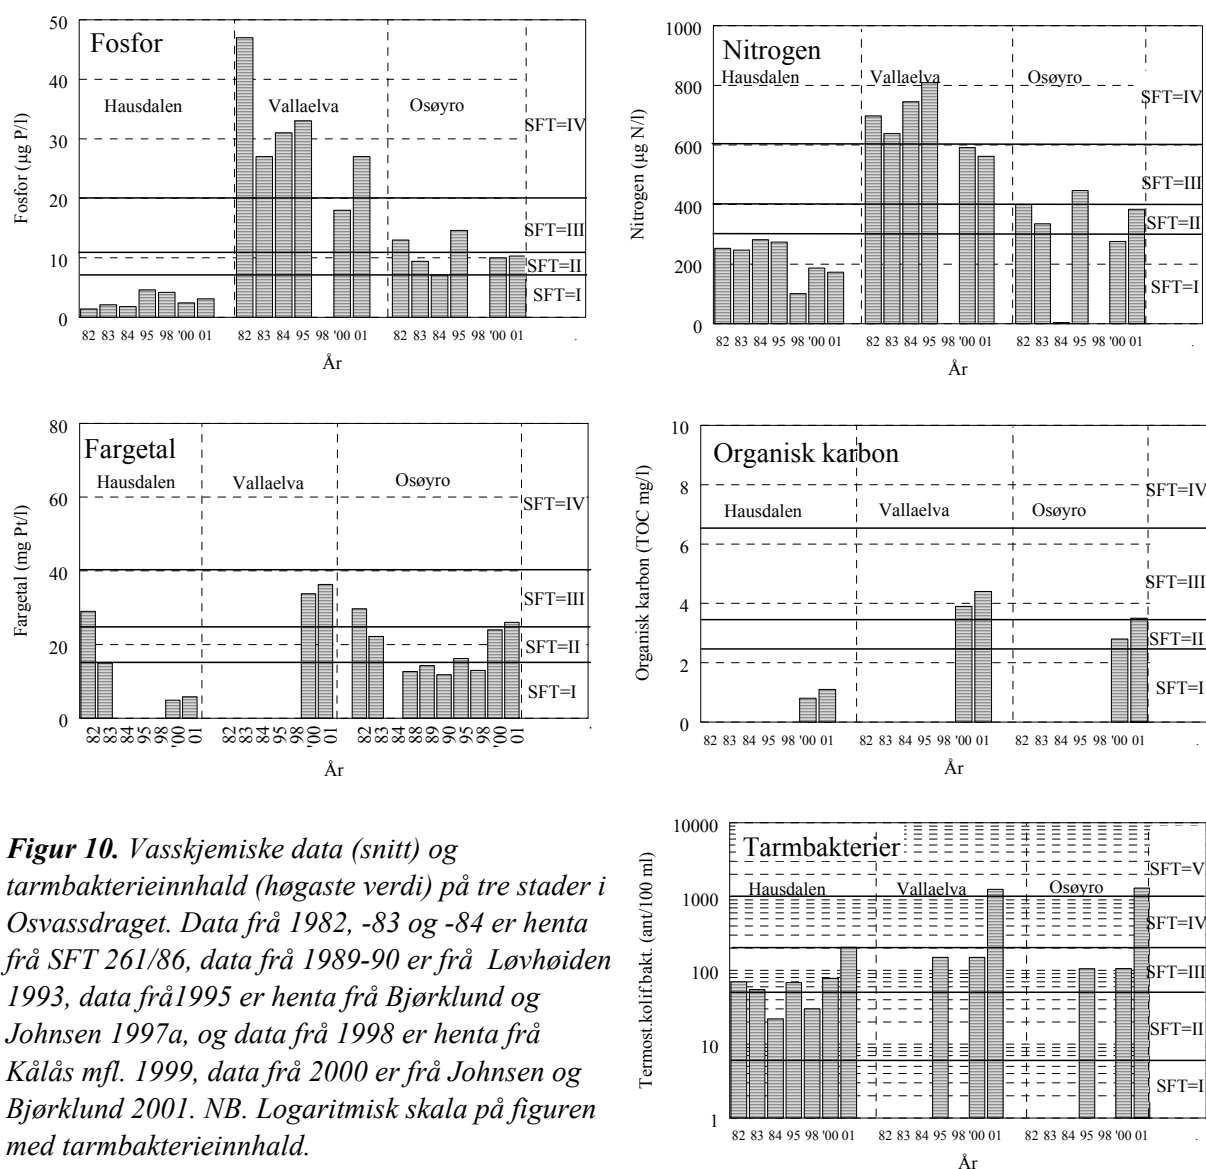 Fosfor
Fosfor (µg P/l)
50
40
30
20
10
0
Hausdalen Vallaelva Osøyro
SFT=IV
SFT=III
SFT=II
SFT=I
82 83 84 95 98 '00 01 82 83 84 95 98 '00 01 82 83 84 95 98 '00 01 .
År
Nitrogen
Nitrogen (µg N/l)
1000
800
600
400
200
0
Hausdalen Vallaelva Osøyro
SFT=IV
SFT=III
SFT=II
SFT=I
82 83 84 95 98 '00 01 82 83 84 95 98 '00 01 82 83 84 95 98 '00 01 .
År
Fargetal
Fargetal (mg Pt/l)
80
60
40
20
0
Hausdalen Vallaelva Osøyro
SFT=IV
SFT=III
SFT=II
SFT=I
82 83 84 95 98 '00 01 82 83 84 95 98 '00 01 82 83 84 88 89 90 95 98 '00 01 .
År
Organisk karbon
Organisk karbon (TOC mg/l)
10
8
6
4
2
0
Hausdalen Vallaelva Osøyro
SFT=IV
SFT=III
SFT=II
SFT=I
82 83 84 95 98 '00 01 82 83 84 95 98 '00 01 82 83 84 95 98 '00 01 .
År
Figur 10. Vasskjemiske data (snitt) og
tarmbakterieinnhald (høgaste verdi) på tre stader i
Osvassdraget. Data frå 1982, -83 og -84 er henta
frå SFT 261/86, data frå 1989-90 er frå Løvhøiden
1993, data frå1995 er henta frå Bjørklund og
Johnsen 1997a, og data frå 1998 er henta frå
Kålås mfl. 1999, data frå 2000 er frå Johnsen og
Bjørklund 2001. NB. Logaritmisk skala på figuren
med tarmbakterieinnhald.
Tarmbakterier
Termost.kolif.bakt. (ant/100 ml)
10000
1000
100
10
1
Hausdalen Vallaelva Osøyro
SFT=V
SFT=IV
SFT=III
SFT=II
SFT=I
82 83 84 95 98 '00 01 82 83 84 95 98 '00 01 82 83 84 95 98 '00 01 .
År